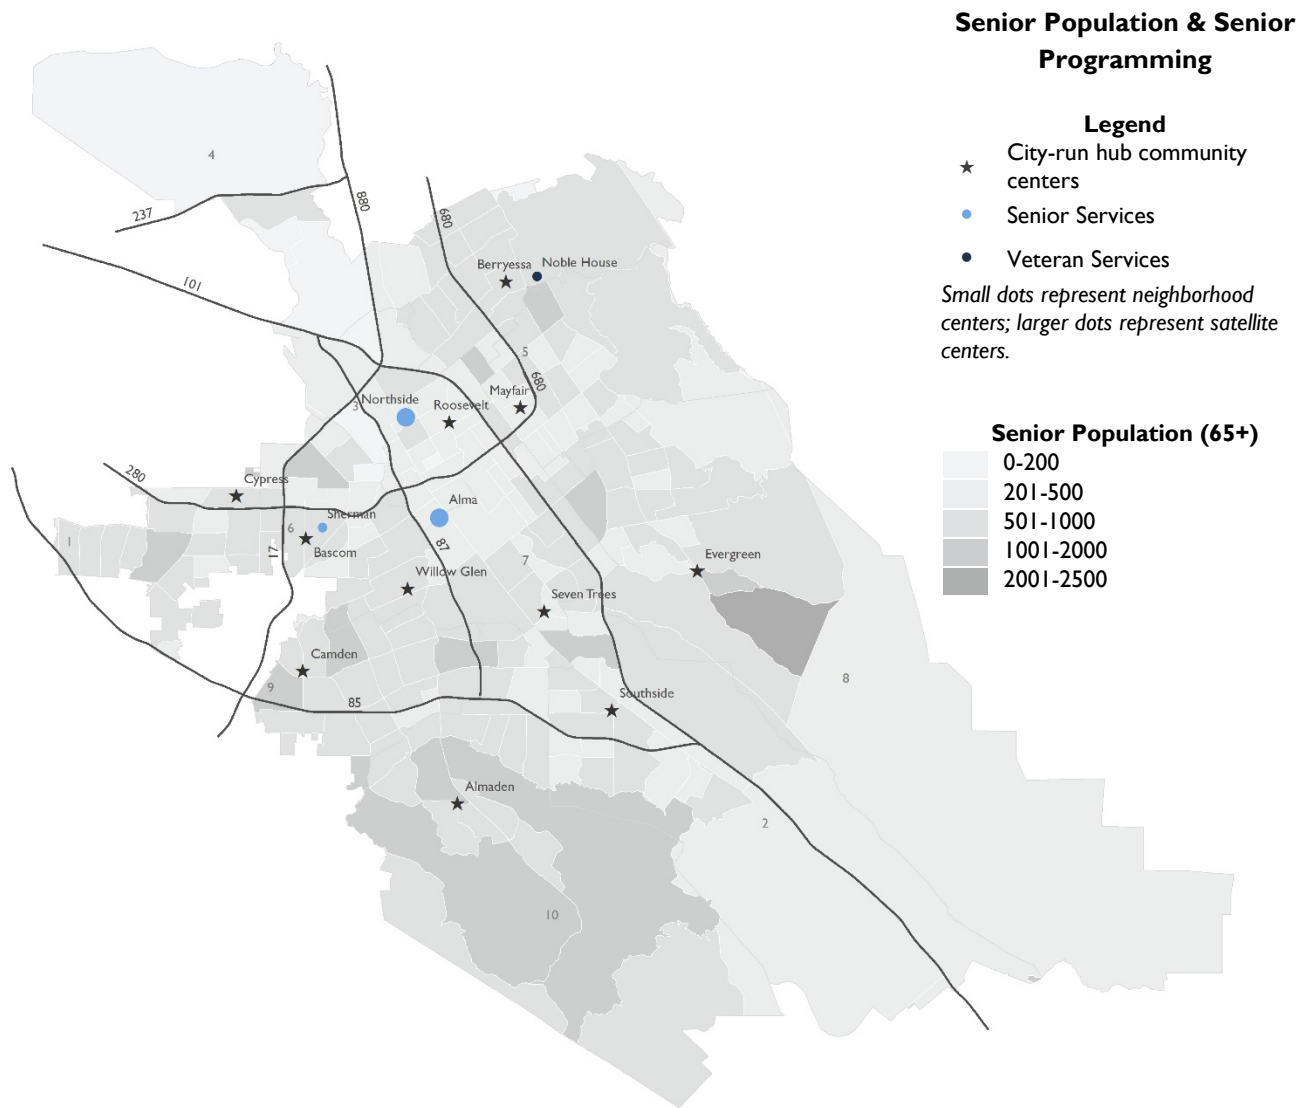 Senior Population & Senior
Programming
Legend
City-run hub community
centers
Senior Services
Veteran Services
Small dots represent neighborhood
centers; larger dots represent satellite
centers.
Senior Population (65+)
0-200
201-500
501-1000
1001-2000
2001-2500
4
237
880
680
101
Berryessa
Noble House
5
680
Mayfair
3
Northside
Roosevelt
280
Cypress
Alma
Sherman
6
1
17
Bascom
87
7
Evergreen
Willow Glen
Seven Trees
Camden
8
9
85
Southside
Almaden
2
10